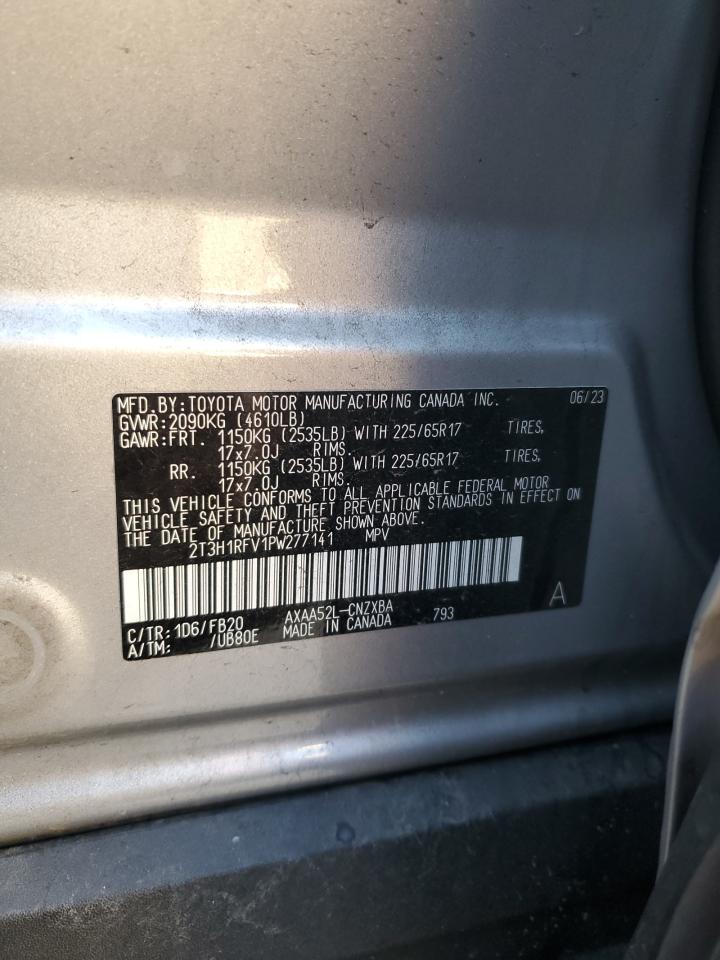 MFD.BY:TOYOTA MOTOR MANUFACTURING CANADA INC. 06/23
GVWR:2090KG (4610LB)
GAWR:FRT. 1150KG (2535LB) WITH 225/65R17 TIRES,
17x7.0J RIMS.
RR. 1150KG (2535LB) WITH 225/65R17 TIRES,
17x7.0J RIMS.
THIS VEHICLE CONFORMS TO ALL APPLICABLE FEDERAL MOTOR
VEHICLE SAFETY AND THEFT PREVENTION STANDARDS IN EFFECT ON
THE DATE OF MANUFACTURE SHOWN ABOVE.
2T3H1RFV1PW277141 MPV
C/TR:1D6/FB20 AXAA52L-CNZXBA 793 A
A/TM: /UB80E MADE IN CANADA